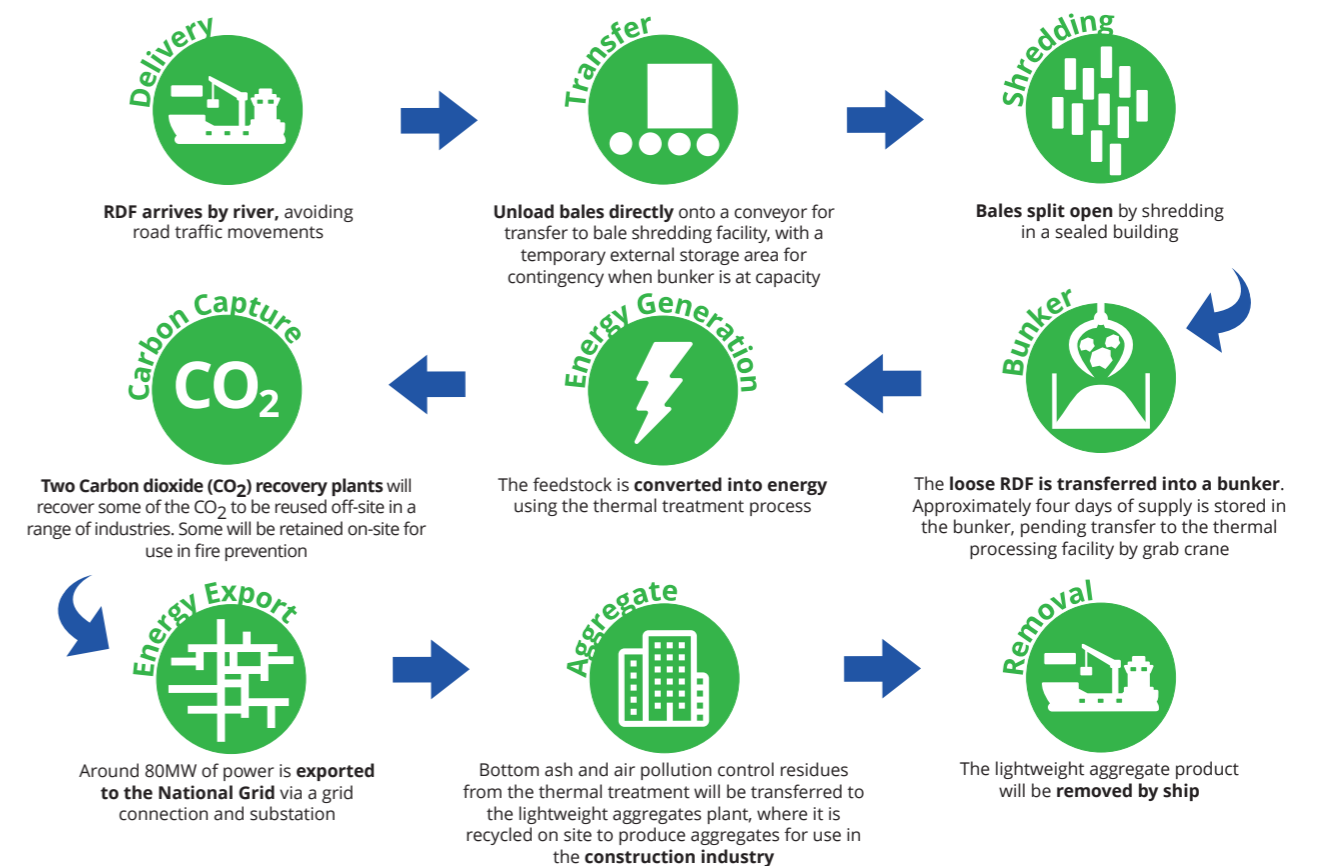 Delivery
RDF arrives by river, avoiding
road traffic movements
Transfer
Unload bales directly onto a conveyor for
transfer to bale shredding facility, with a
temporary external storage area for
contingency when bunker is at capacity
Shredding
Bales split open by shredding
in a sealed building
Bunker
The loose RDF is transferred into a bunker.
Approximately four days of supply is stored in
the bunker, pending transfer to the thermal
processing facility by grab crane
Energy Generation
The feedstock is converted into energy
using the thermal treatment process
Carbon Capture
CO₂
Two Carbon dioxide (CO₂) recovery plants will
recover some of the CO₂ to be reused off-site in a
range of industries. Some will be retained on-site for
use in fire prevention
Energy Export
Around 80MW of power is exported
to the National Grid via a grid
connection and substation
Aggregate
Bottom ash and air pollution control residues
from the thermal treatment will be transferred to
the lightweight aggregates plant, where it is
recycled on site to produce aggregates for use in
the construction industry
Removal
The lightweight aggregate product
will be removed by ship